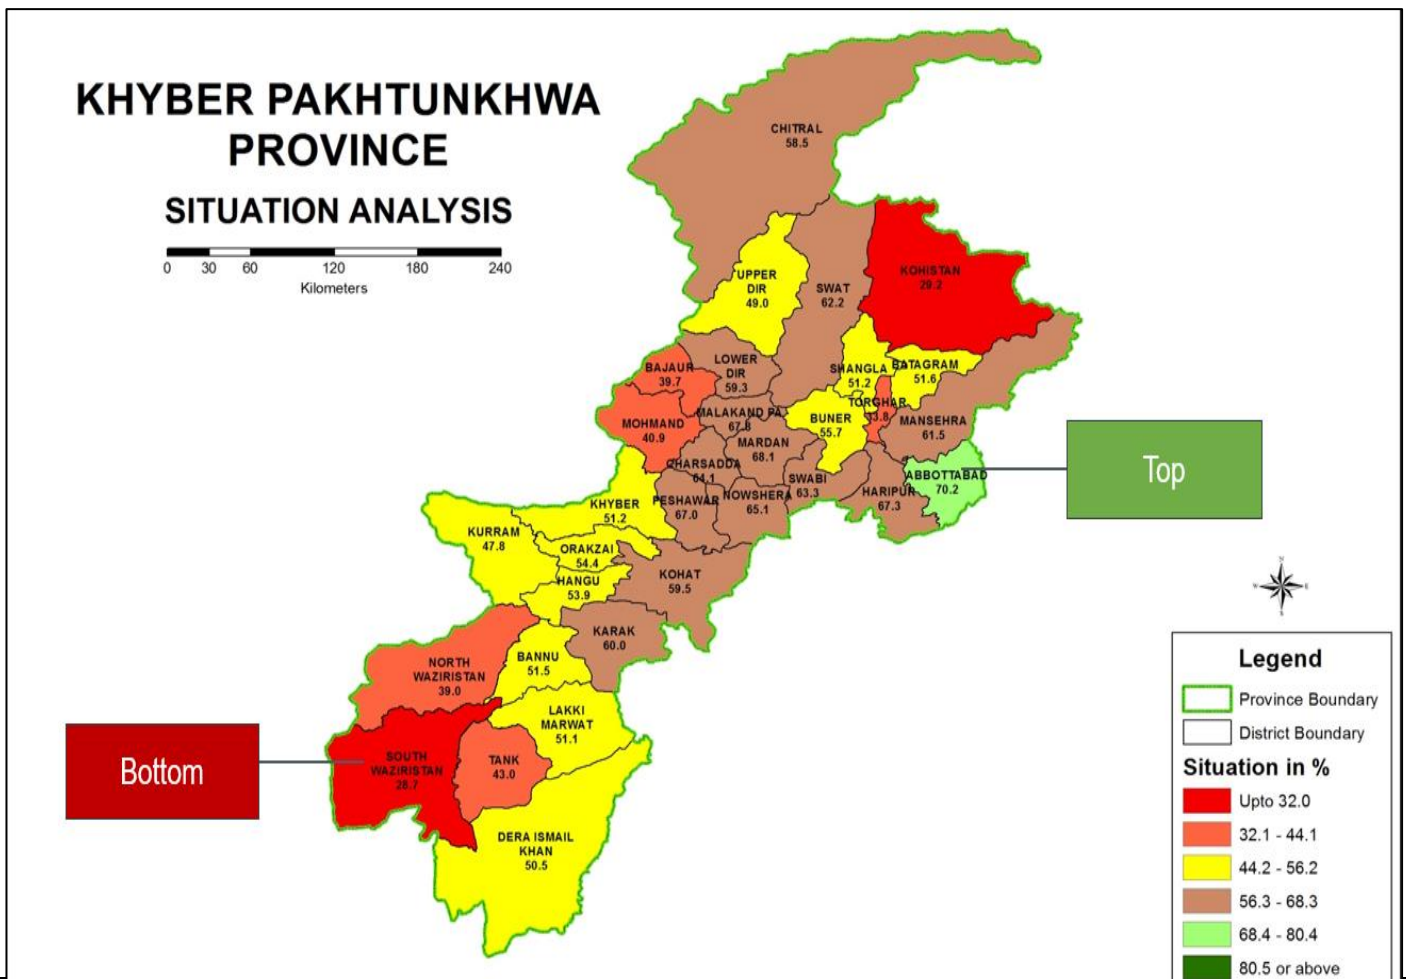 KHYBER PAKHTUNKHWA
PROVINCE
SITUATION ANALYSIS
0 30 60 120 180 240
Kilometers
CHITRAL
58.5
UPPER
DIR
49.0
SWAT
62.2
KOHISTAN
29.2
LOWER
DIR
59.3
BAJAUR
39.7
SHANGLA
51.2
BATAGRAM
51.6
TORGHAR
33.8
MOHMAND
40.9
MALAKAND PA
67.8
BUNER
55.7
MANSEHRA
61.5
MARDAN
68.1
CHARSADDA
64.1
SWABI
63.3
HARIPUR
67.3
ABBOTTABAD
70.2
Top
KHYBER
51.2
PESHAWAR
67.0
NOWSHERA
65.1
KURRAM
47.8
ORAKZAI
54.4
HANGU
53.9
KOHAT
59.5
KARAK
60.0
NORTH
WAZIRISTAN
39.0
BANNU
51.5
LAKKI
MARWAT
51.1
Bottom
SOUTH
WAZIRISTAN
28.7
TANK
43.0
DERA ISMAIL
KHAN
50.5
N
W E
S
Legend
Province Boundary
District Boundary
Situation in %
Upto 32.0
32.1 - 44.1
44.2 - 56.2
56.3 - 68.3
68.4 - 80.4
80.5 or above